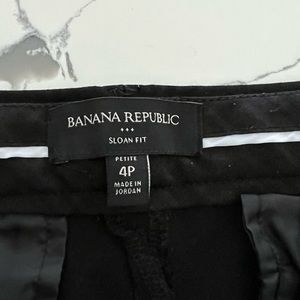 BANANA REPUBLIC
SLOAN FIT
PETITE
4P
MADE IN
JORDAN